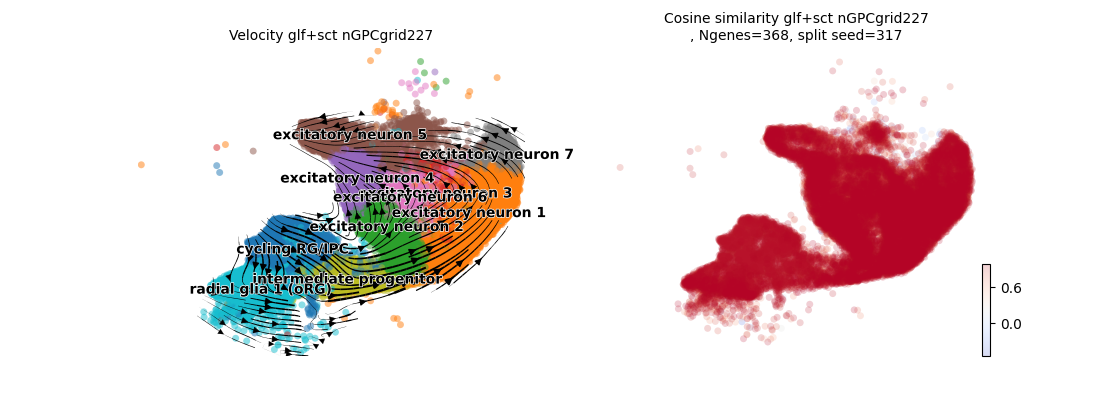 Velocity glf+sct nGPCgrid227
Cosine similarity glf+sct nGPCgrid227
, Ngenes=368, split seed=317
excitatory neuron 5
excitatory neuron 7
excitatory neuron 4
excitatory neuron 3
excitatory neuron 6
excitatory neuron 1
excitatory neuron 2
cycling RG/IPC
intermediate progenitor
radial glia 1 (oRG)
0.6
0.0